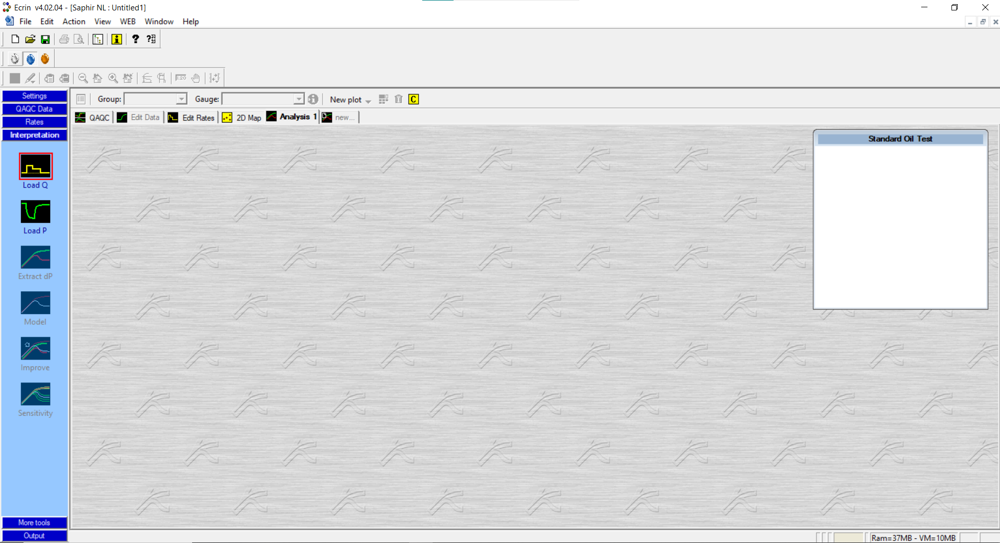 Ecrin v4.02.04 - [Saphir NL : Untitled1]
File Edit Action View WEB Window Help
Settings
QAQC Data
Rates
Interpretation
Load Q
Load P
Extract dP
Model
Improve
Sensitivity
More tools
Output
Group: Gauge: New plot C
QAQC Edit Data Edit Rates 2D Map Analysis 1 new...
Standard Oil Test
Ram=37MB - VM=10MB